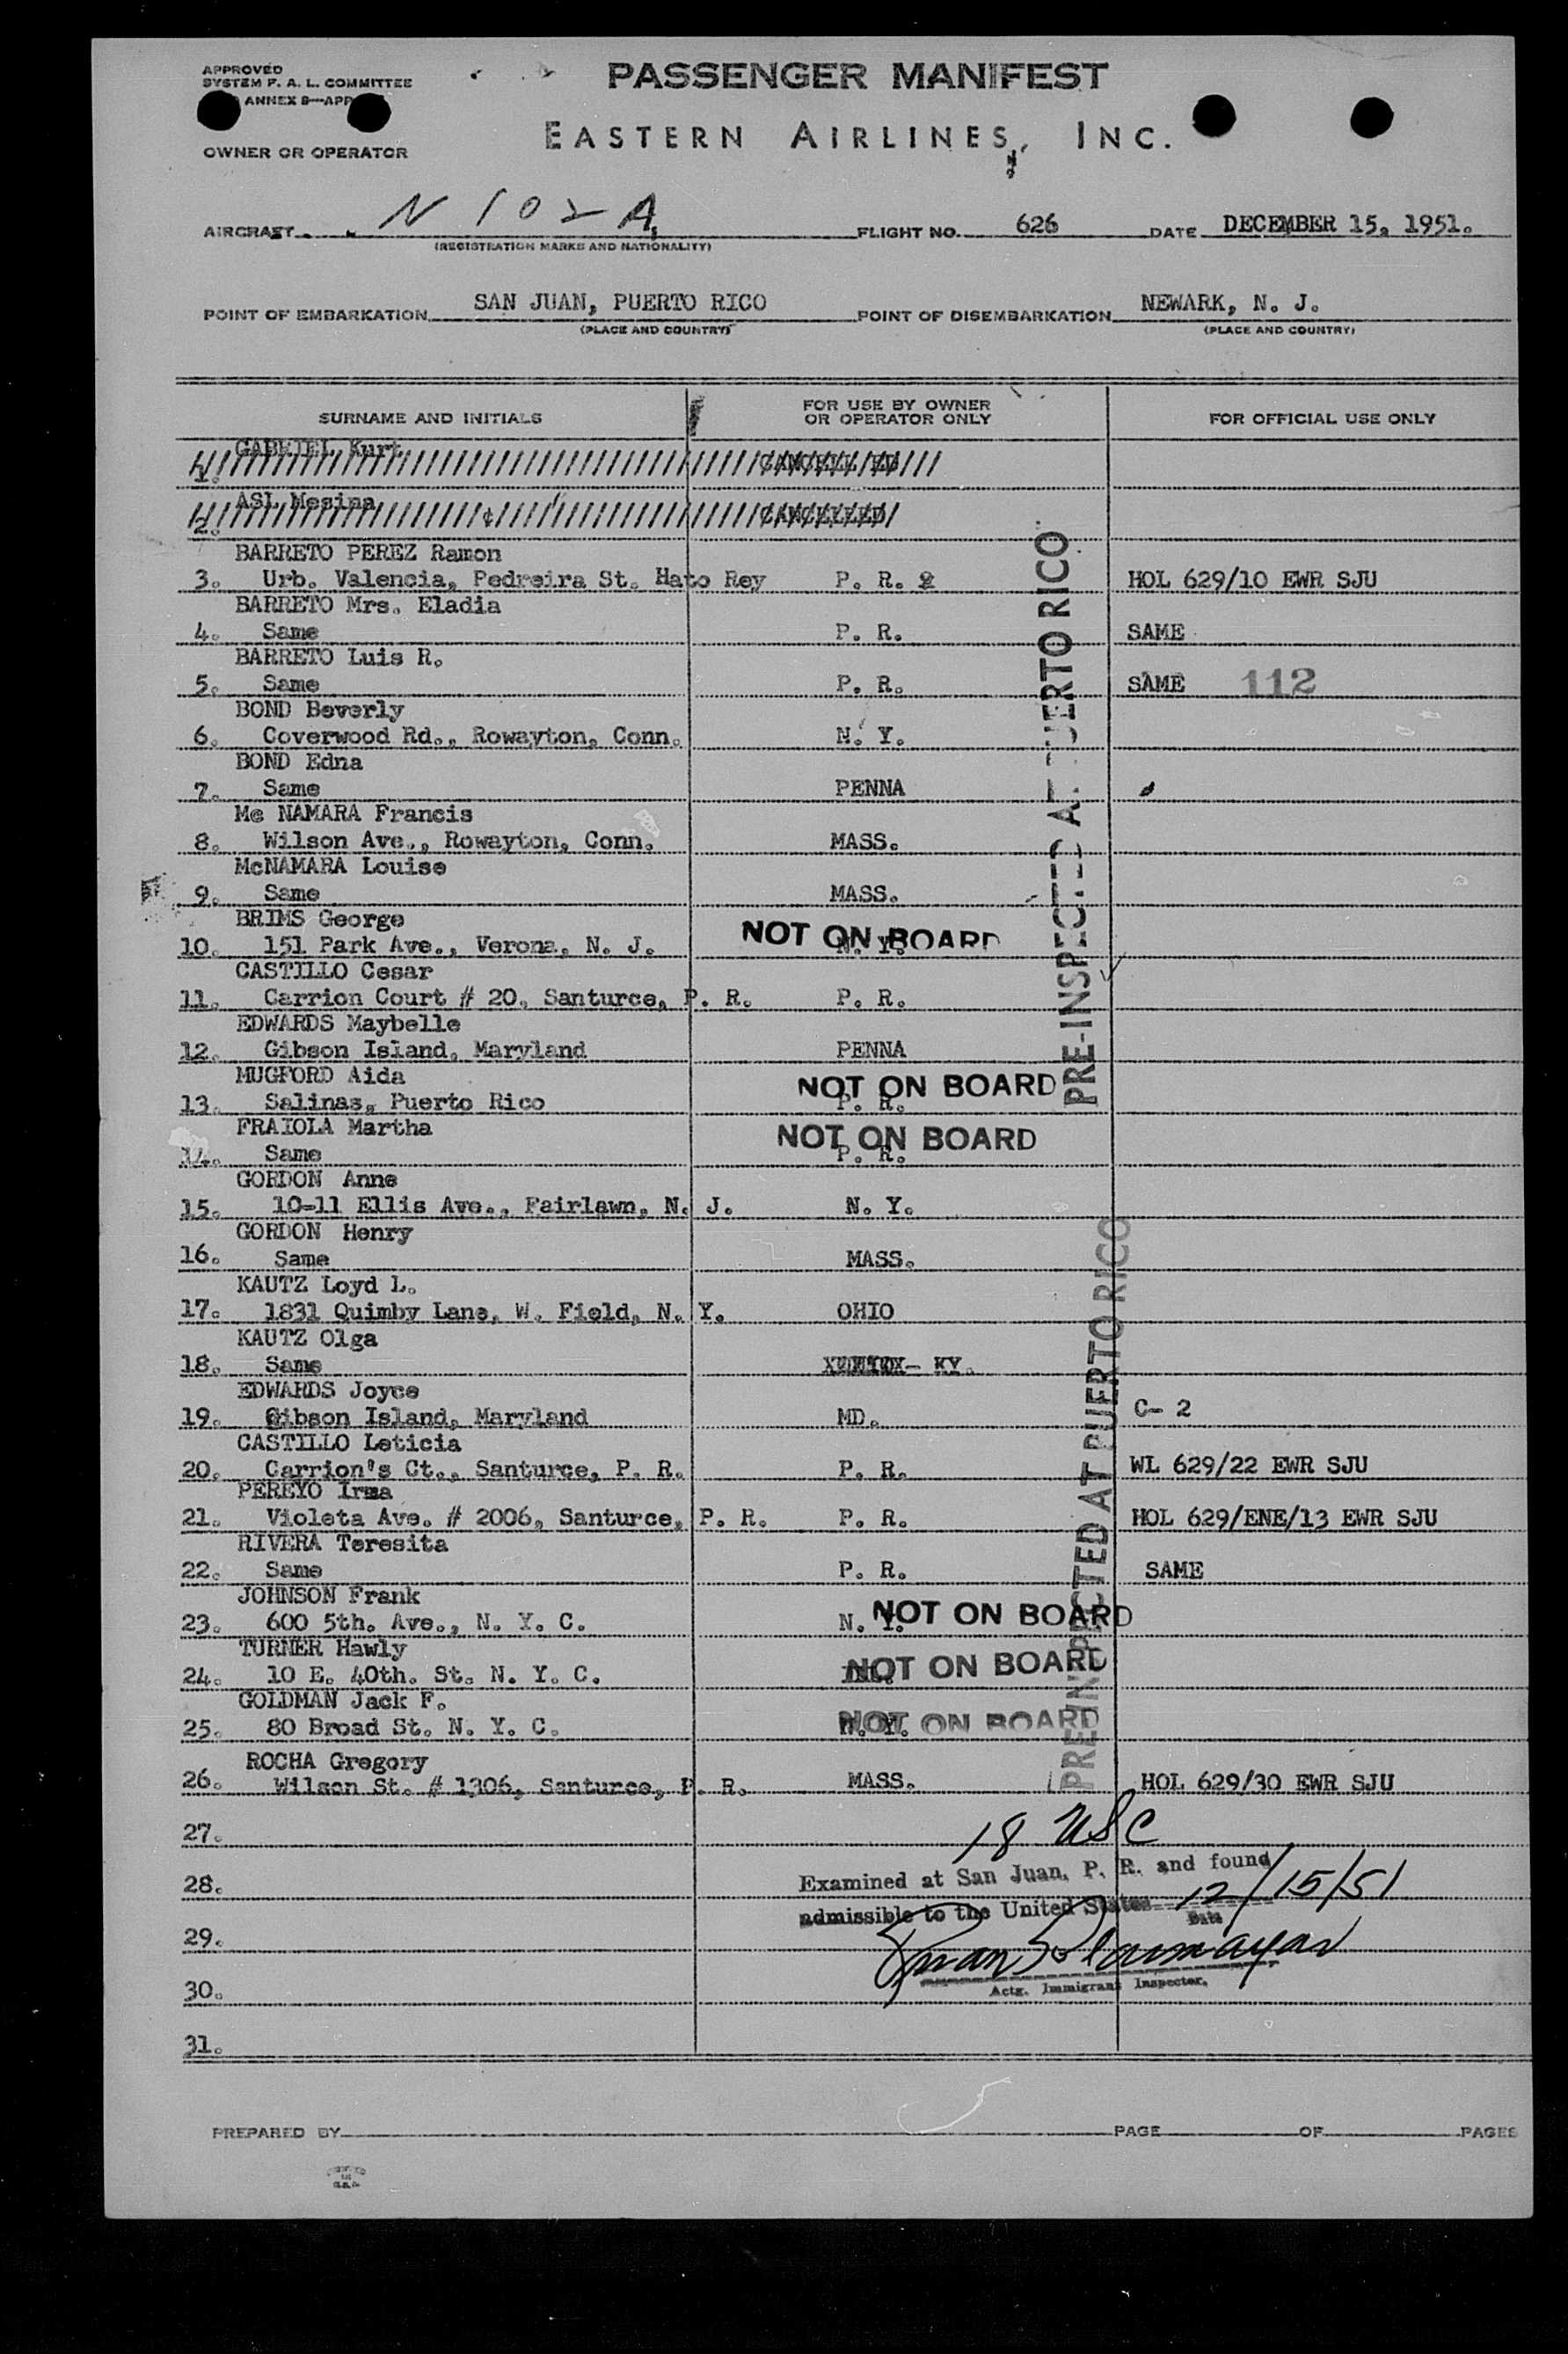 APPROVED
SYSTEM F. A. L. COMMITTEE
ANNEX 9—APP
OWNER OR OPERATOR
PASSENGER MANIFEST
EASTERN AIRLINES, INC.
AIRCRAFT N 102 A FLIGHT NO. 626 DATE DECEMBER 15, 1951.
(REGISTRATION MARKS AND NATIONALITY)
POINT OF EMBARKATION SAN JUAN, PUERTO RICO POINT OF DISEMBARKATION NEWARK, N. J.
(PLACE AND COUNTRY) (PLACE AND COUNTRY)
SURNAME AND INITIALS FOR USE BY OWNER OR OPERATOR ONLY FOR OFFICIAL USE ONLY
GABRIEL Kurt
1. CANCELLED
ASL Mesina
2. CANCELLED
BARRETO PEREZ Ramon
3. Urb. Valencia, Pedreira St. Hato Rey P. R. HOL 629/10 EWR SJU
BARRETO Mrs. Eladia
4. Same P. R. SAME
BARRETO Luis R.
5. Same P. R. SAME 112
BOND Beverly
6. Coverwood Rd., Rowayton, Conn. N. Y.
BOND Edna
7. Same PENNA
Mc NAMARA Francis
8. Wilson Ave., Rowayton, Conn. MASS.
McNAMARA Louise
9. Same MASS.
BRIMS George
10. 151 Park Ave., Verona, N. J. N. Y. NOT ON BOARD
CASTILLO Cesar
11. Carrion Court # 20, Santurce, P. R. P. R.
EDWARDS Maybelle
12. Gibson Island, Maryland PENNA
MUGFORD Aida
13. Salinas, Puerto Rico P. R. NOT ON BOARD
FRAIOLA Martha
14. Same P. R. NOT ON BOARD
GORDON Anne
15. 10-11 Ellis Ave., Fairlawn, N. J. N. Y.
GORDON Henry
16. Same MASS.
KAUTZ Loyd L.
17. 1831 Quimby Lane, W. Field, N. Y. OHIO
KAUTZ Olga
18. Same - KY.
EDWARDS Joyce
19. Gibson Island, Maryland MD. C- 2
CASTILLO Leticia
20. Carrion's Ct., Santurce, P. R. P. R. WL 629/22 EWR SJU
PEREYO Irma
21. Violeta Ave. # 2006, Santurce, P. R. P. R. HOL 629/ENE/13 EWR SJU
RIVERA Teresita
22. Same P. R. SAME
JOHNSON Frank
23. 600 5th. Ave., N. Y. C. N. Y. NOT ON BOARD
TURNER Hawly
24. 10 E. 40th. St. N. Y. C. NOT ON BOARD
GOLDMAN Jack F.
25. 80 Broad St. N. Y. C. N. Y. NOT ON BOARD
ROCHA Gregory
26. Wilson St. # 1306, Santurce, P. R. MASS. HOL 629/30 EWR SJU
PRE-INSPECTED AT PUERTO RICO
PRE-INSPECTED AT PUERTO RICO
27. 18 USC
28. Examined at San Juan, P. R. and found
admissible to the United States 12/15/51
Date
29.
30. Actg. Immigrant Inspector.
31.
PREPARED BY PAGE OF PAGES